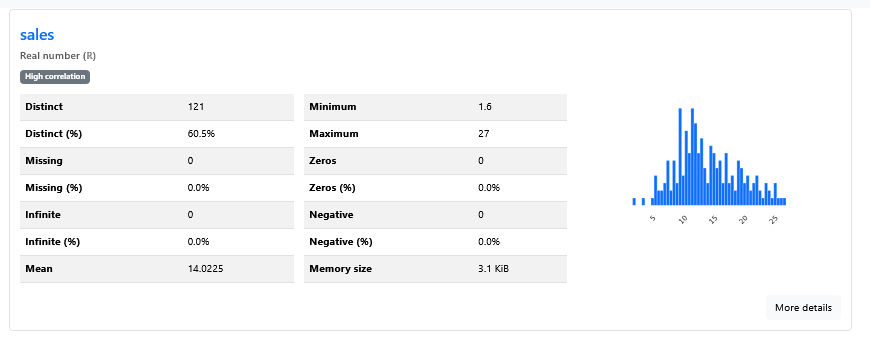 sales
Real number (ℝ)
High correlation
Distinct 121
Distinct (%) 60.5%
Missing 0
Missing (%) 0.0%
Infinite 0
Infinite (%) 0.0%
Mean 14.0225
Minimum 1.6
Maximum 27
Zeros 0
Zeros (%) 0.0%
Negative 0
Negative (%) 0.0%
Memory size 3.1 KiB
5 10 15 20 25
More details